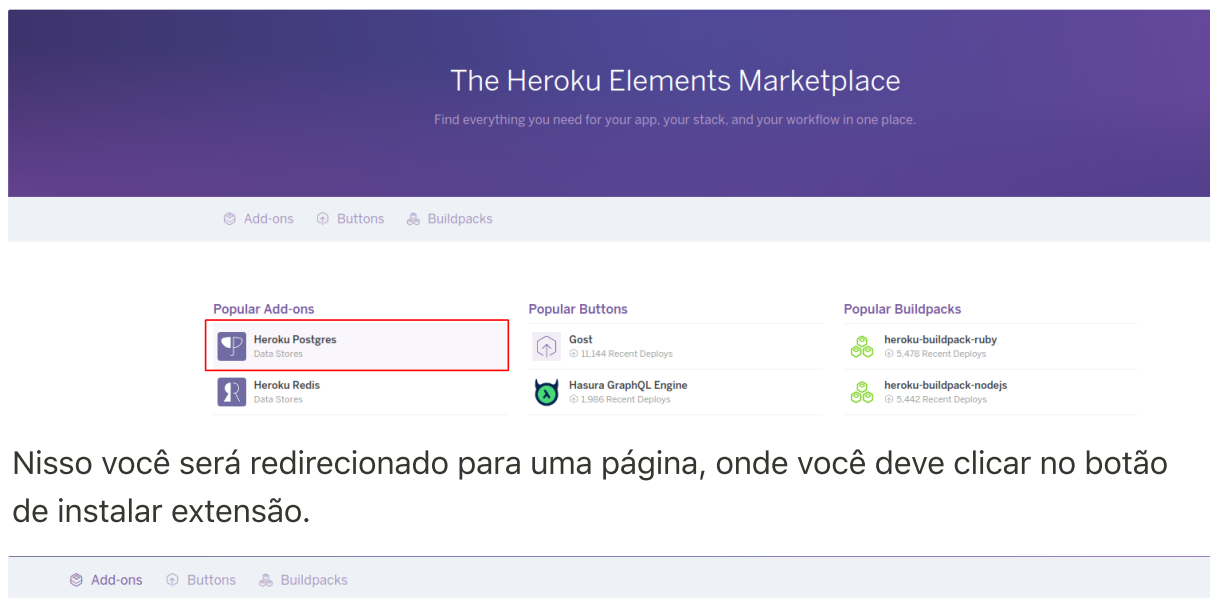 The Heroku Elements Marketplace
Find everything you need for your app, your stack, and your workflow in one place.
Add-ons Buttons Buildpacks
Popular Add-ons
Heroku Postgres
Data Stores
Heroku Redis
Data Stores
Popular Buttons
Gost
11,144 Recent Deploys
Hasura GraphQL Engine
1,986 Recent Deploys
Popular Buildpacks
heroku-buildpack-ruby
5,478 Recent Deploys
heroku-buildpack-nodejs
5,442 Recent Deploys
Nisso você será redirecionado para uma página, onde você deve clicar no botão
de instalar extensão.
Add-ons Buttons Buildpacks